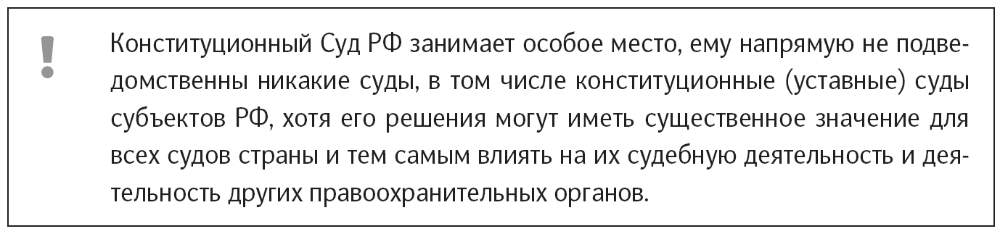 ! Конституционный Суд РФ занимает особое место, ему напрямую не подве-
домственны никакие суды, в том числе конституционные (уставные) суды
субъектов РФ, хотя его решения могут иметь существенное значение для
всех судов страны и тем самым влиять на их судебную деятельность и дея-
тельность других правоохранительных органов.